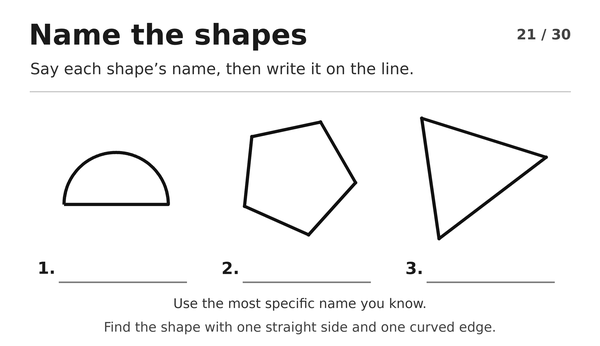 Name the shapes
21 / 30
Say each shape’s name, then write it on the line.
1.
2.
3.
Use the most specific name you know.
Find the shape with one straight side and one curved edge.